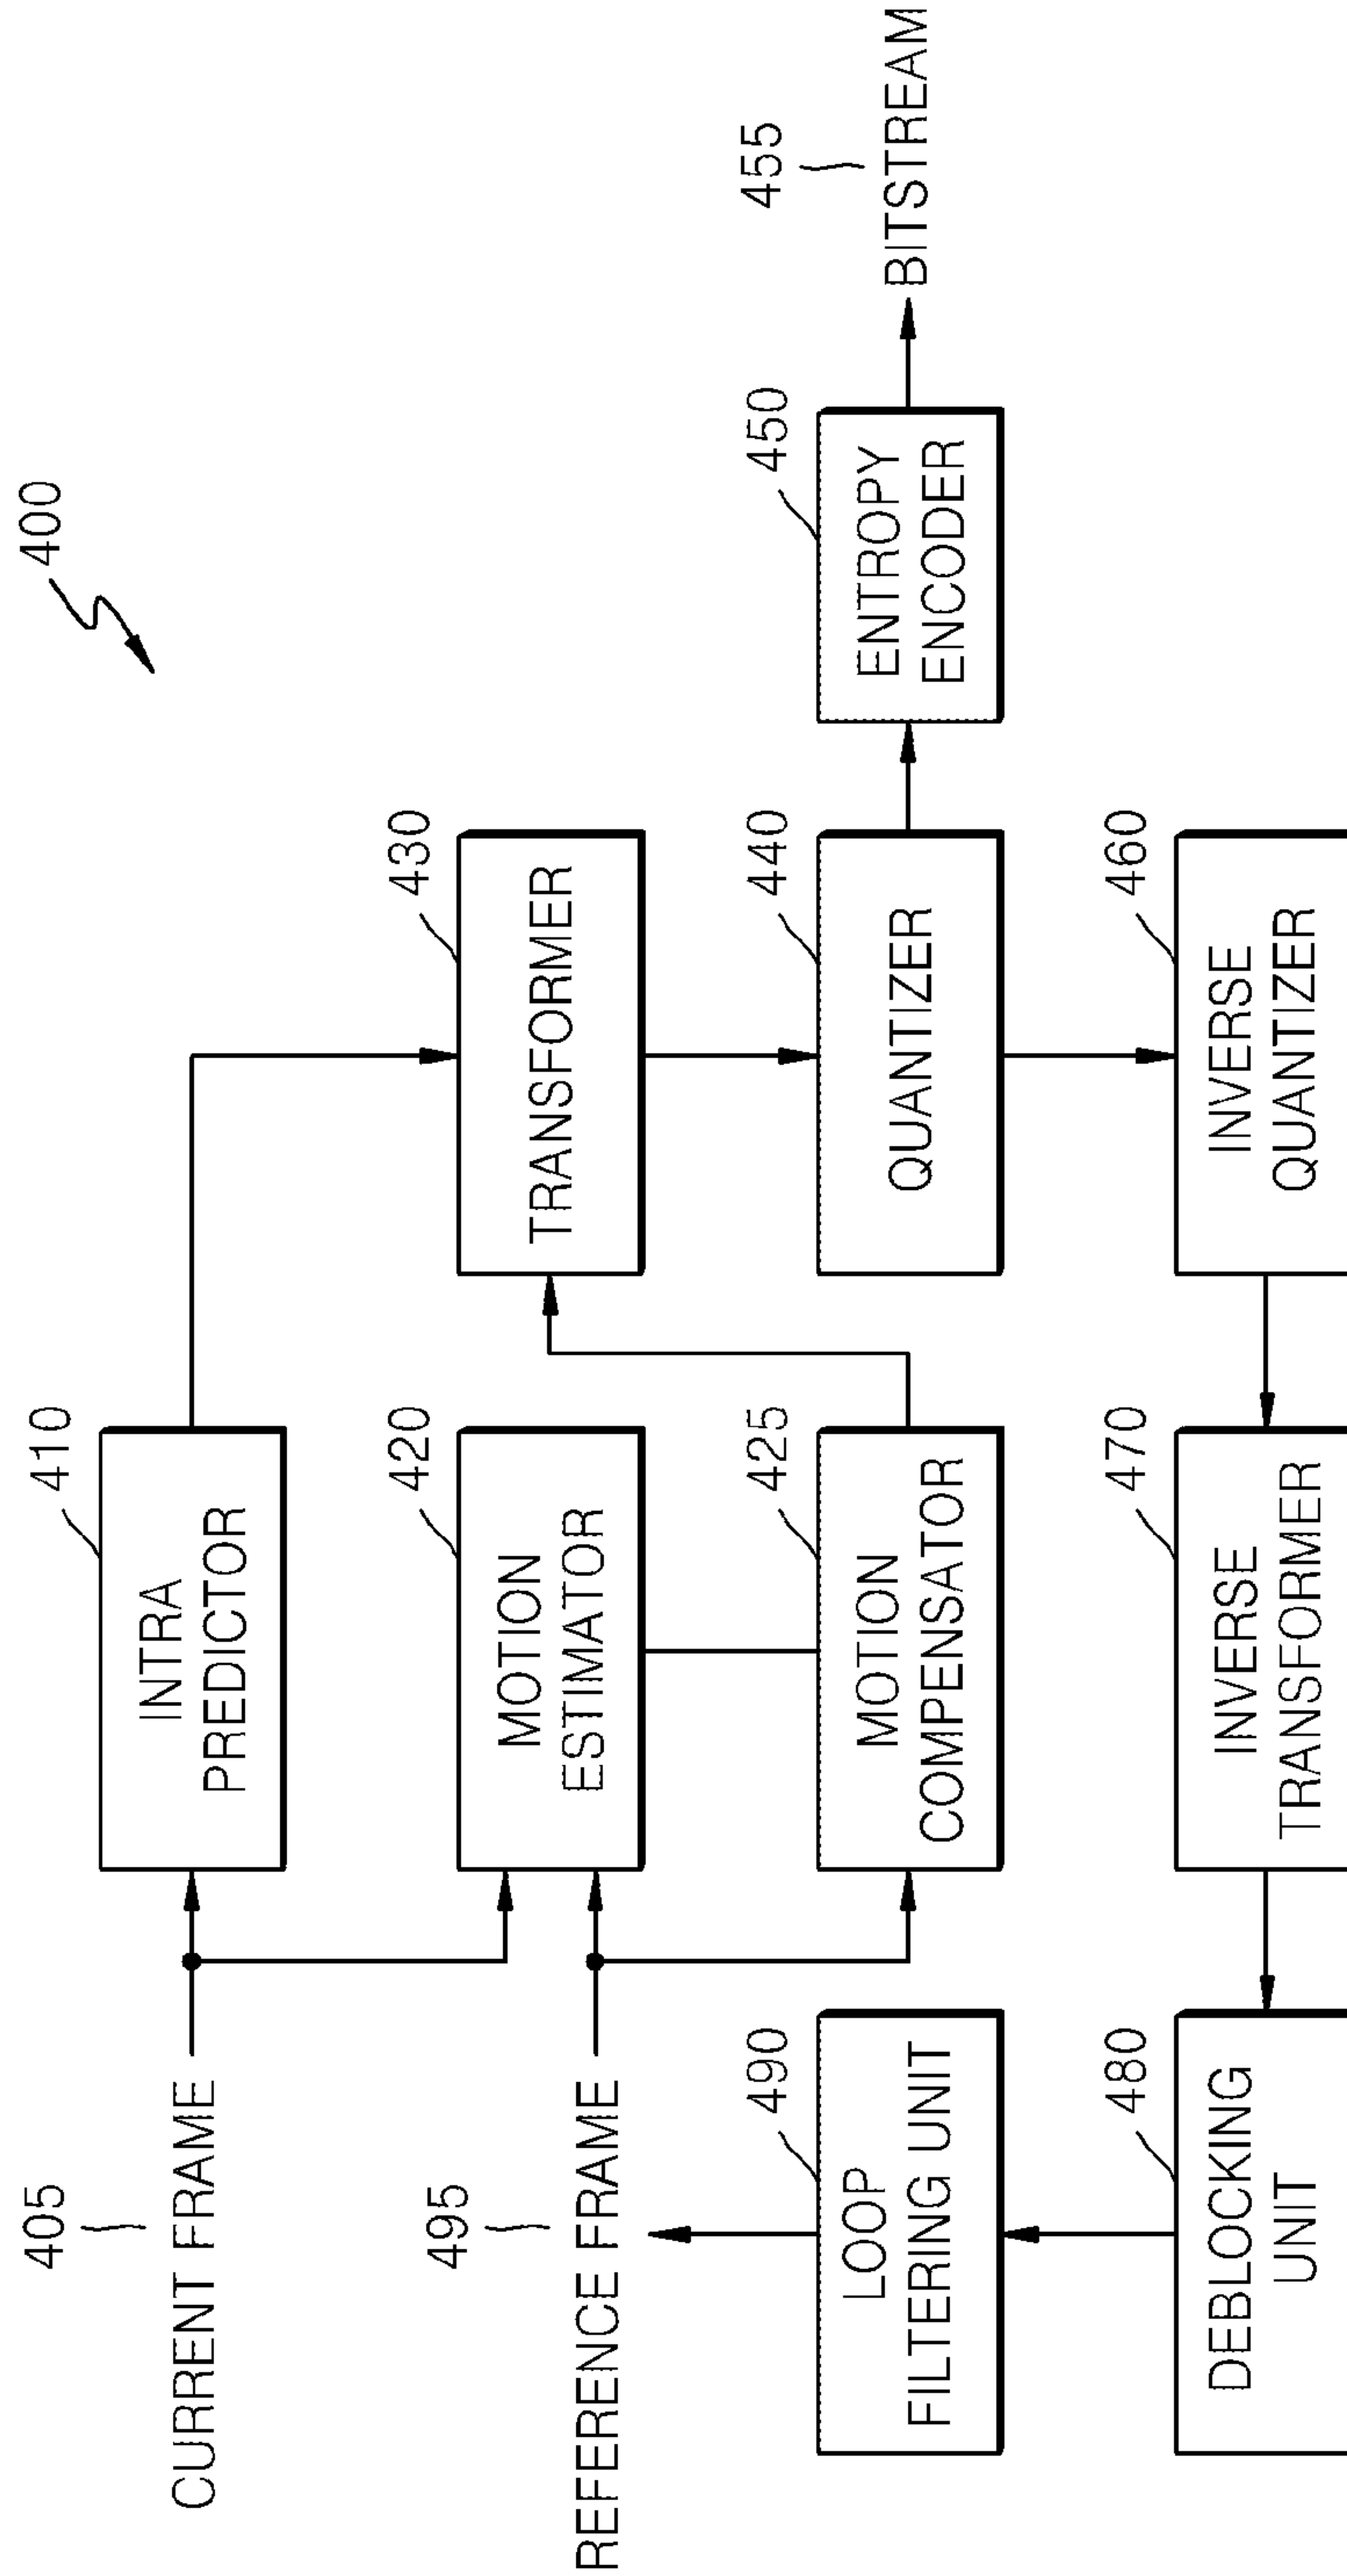 400
405
CURRENT FRAME
410
INTRA
PREDICTOR
495
REFERENCE FRAME
420
MOTION
ESTIMATOR
430
TRANSFORMER
490
LOOP
FILTERING UNIT
425
MOTION
COMPENSATOR
440
QUANTIZER
450
ENTROPY
ENCODER
455
BITSTREAM
480
DEBLOCKING
UNIT
470
INVERSE
TRANSFORMER
460
INVERSE
QUANTIZER